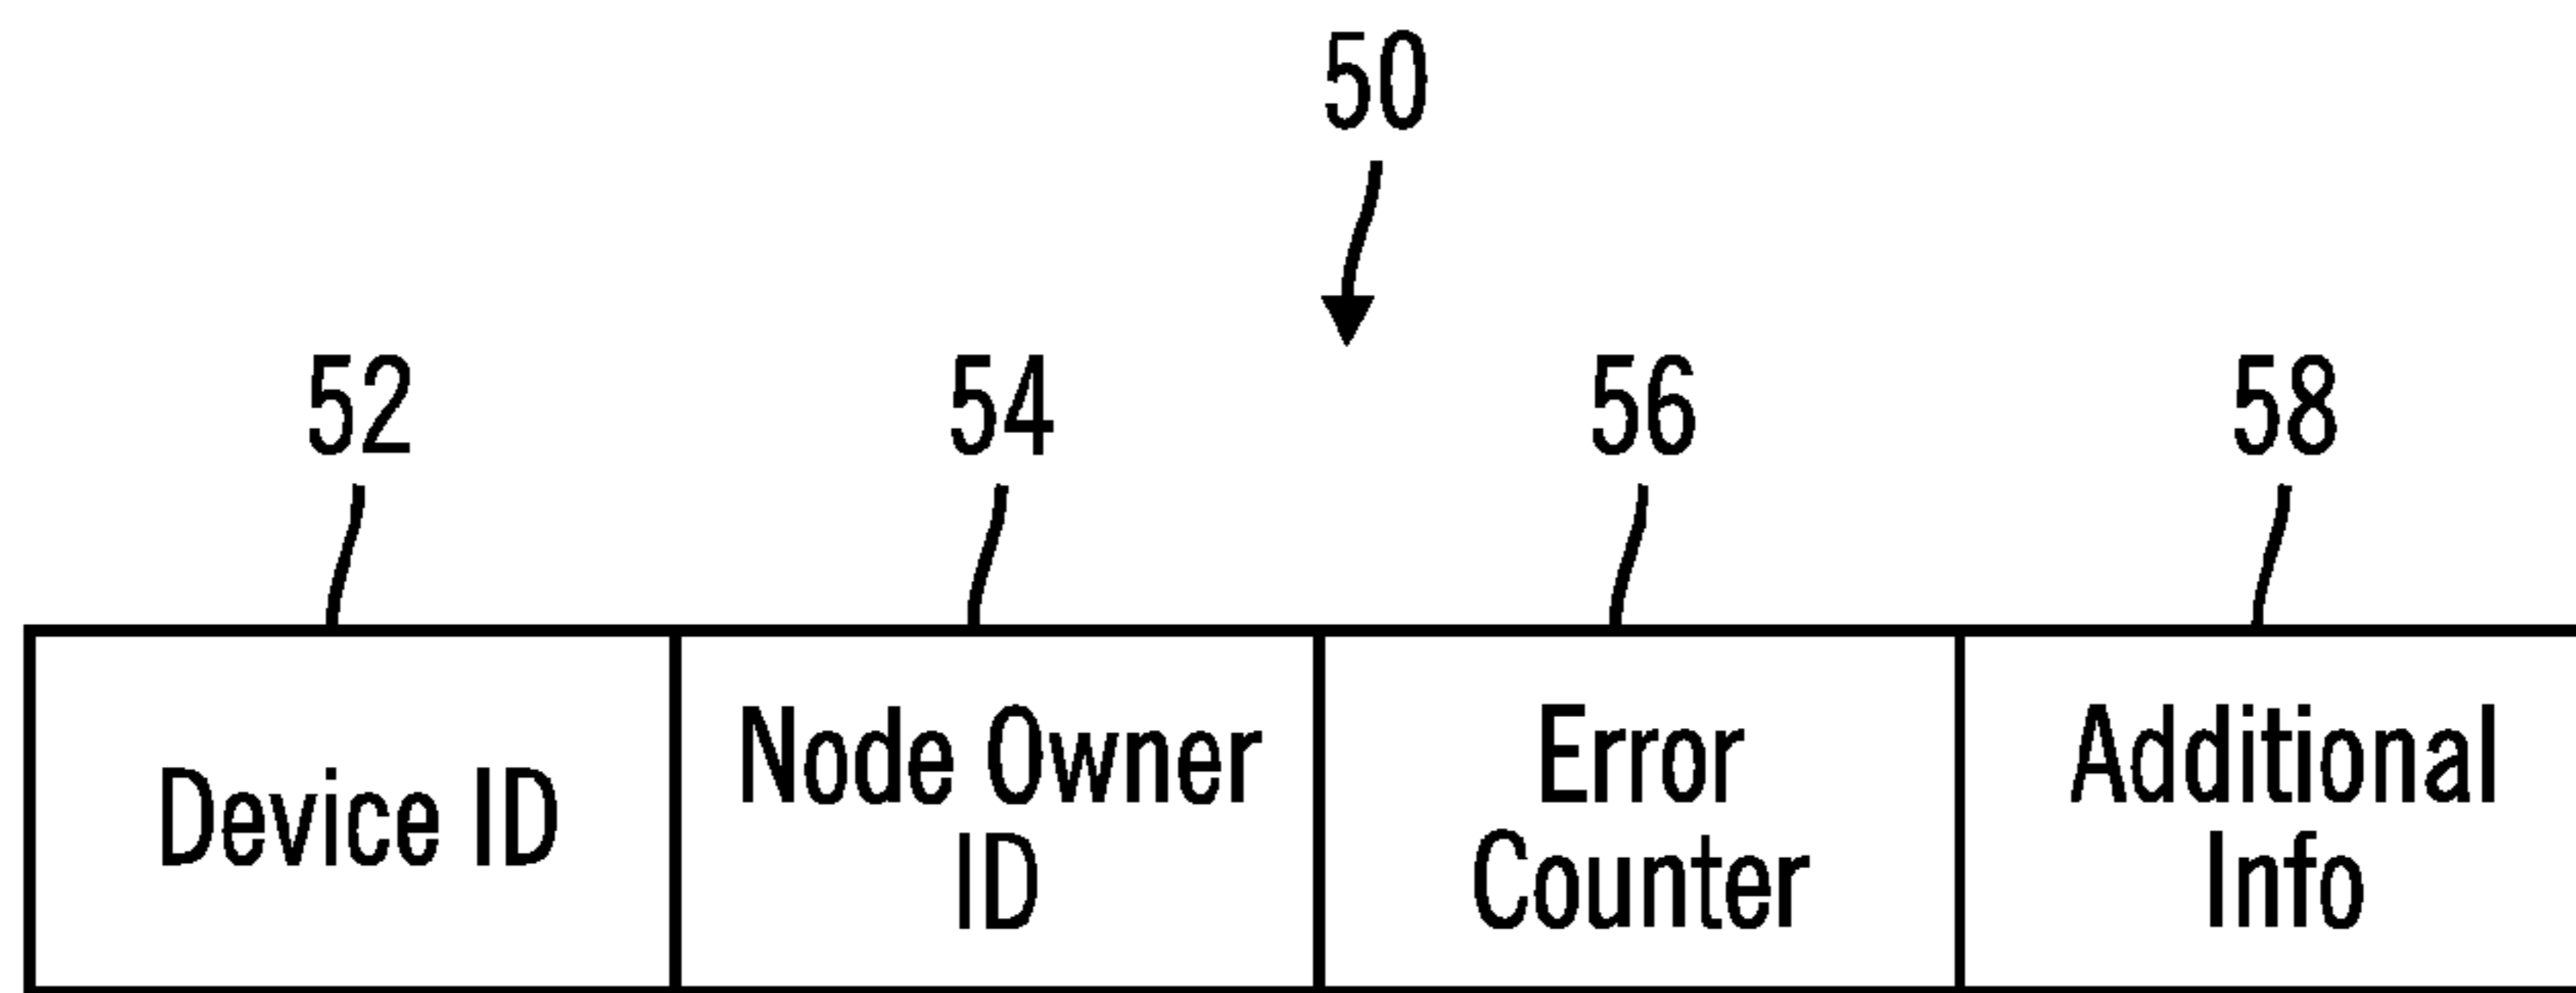 50
52
54
56
58
Device ID
Node Owner
ID
Error
Counter
Additional
Info